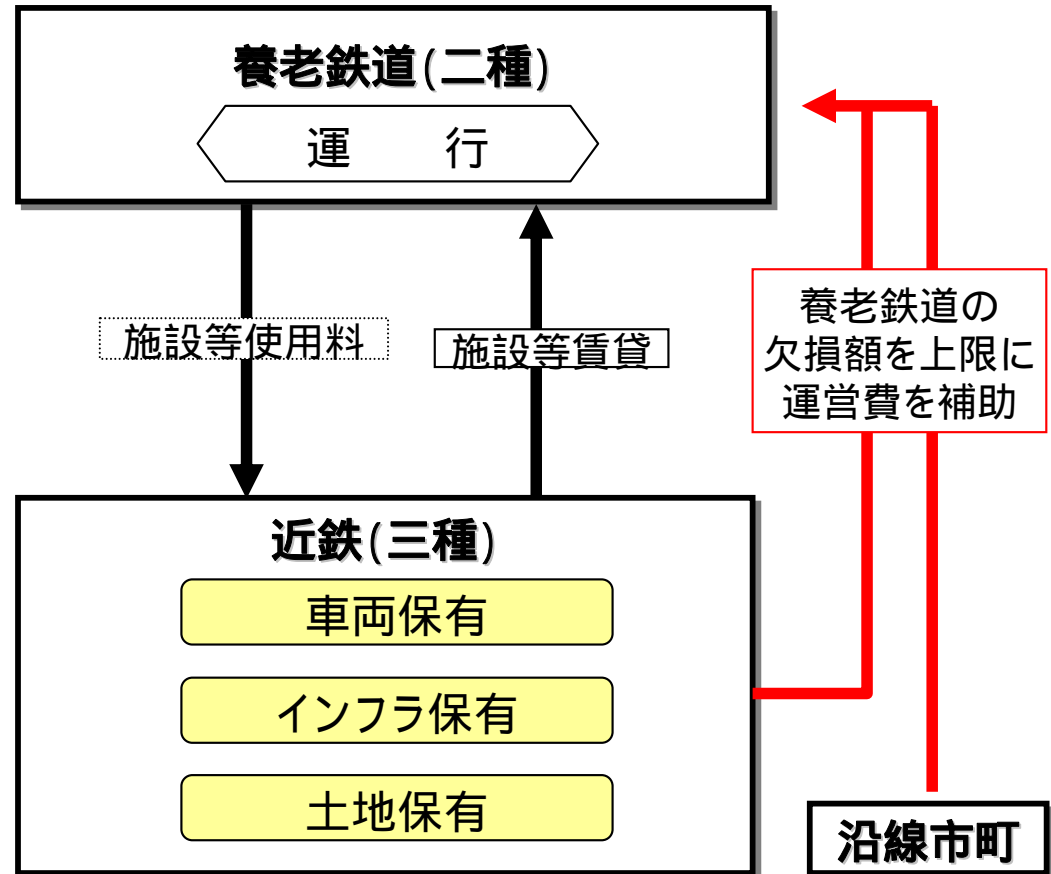 養老鉄道(二種)
運　行
施設等使用料
施設等賃貸
養老鉄道の
欠損額を上限に
運営費を補助
近鉄(三種)
車両保有
インフラ保有
土地保有
沿線市町